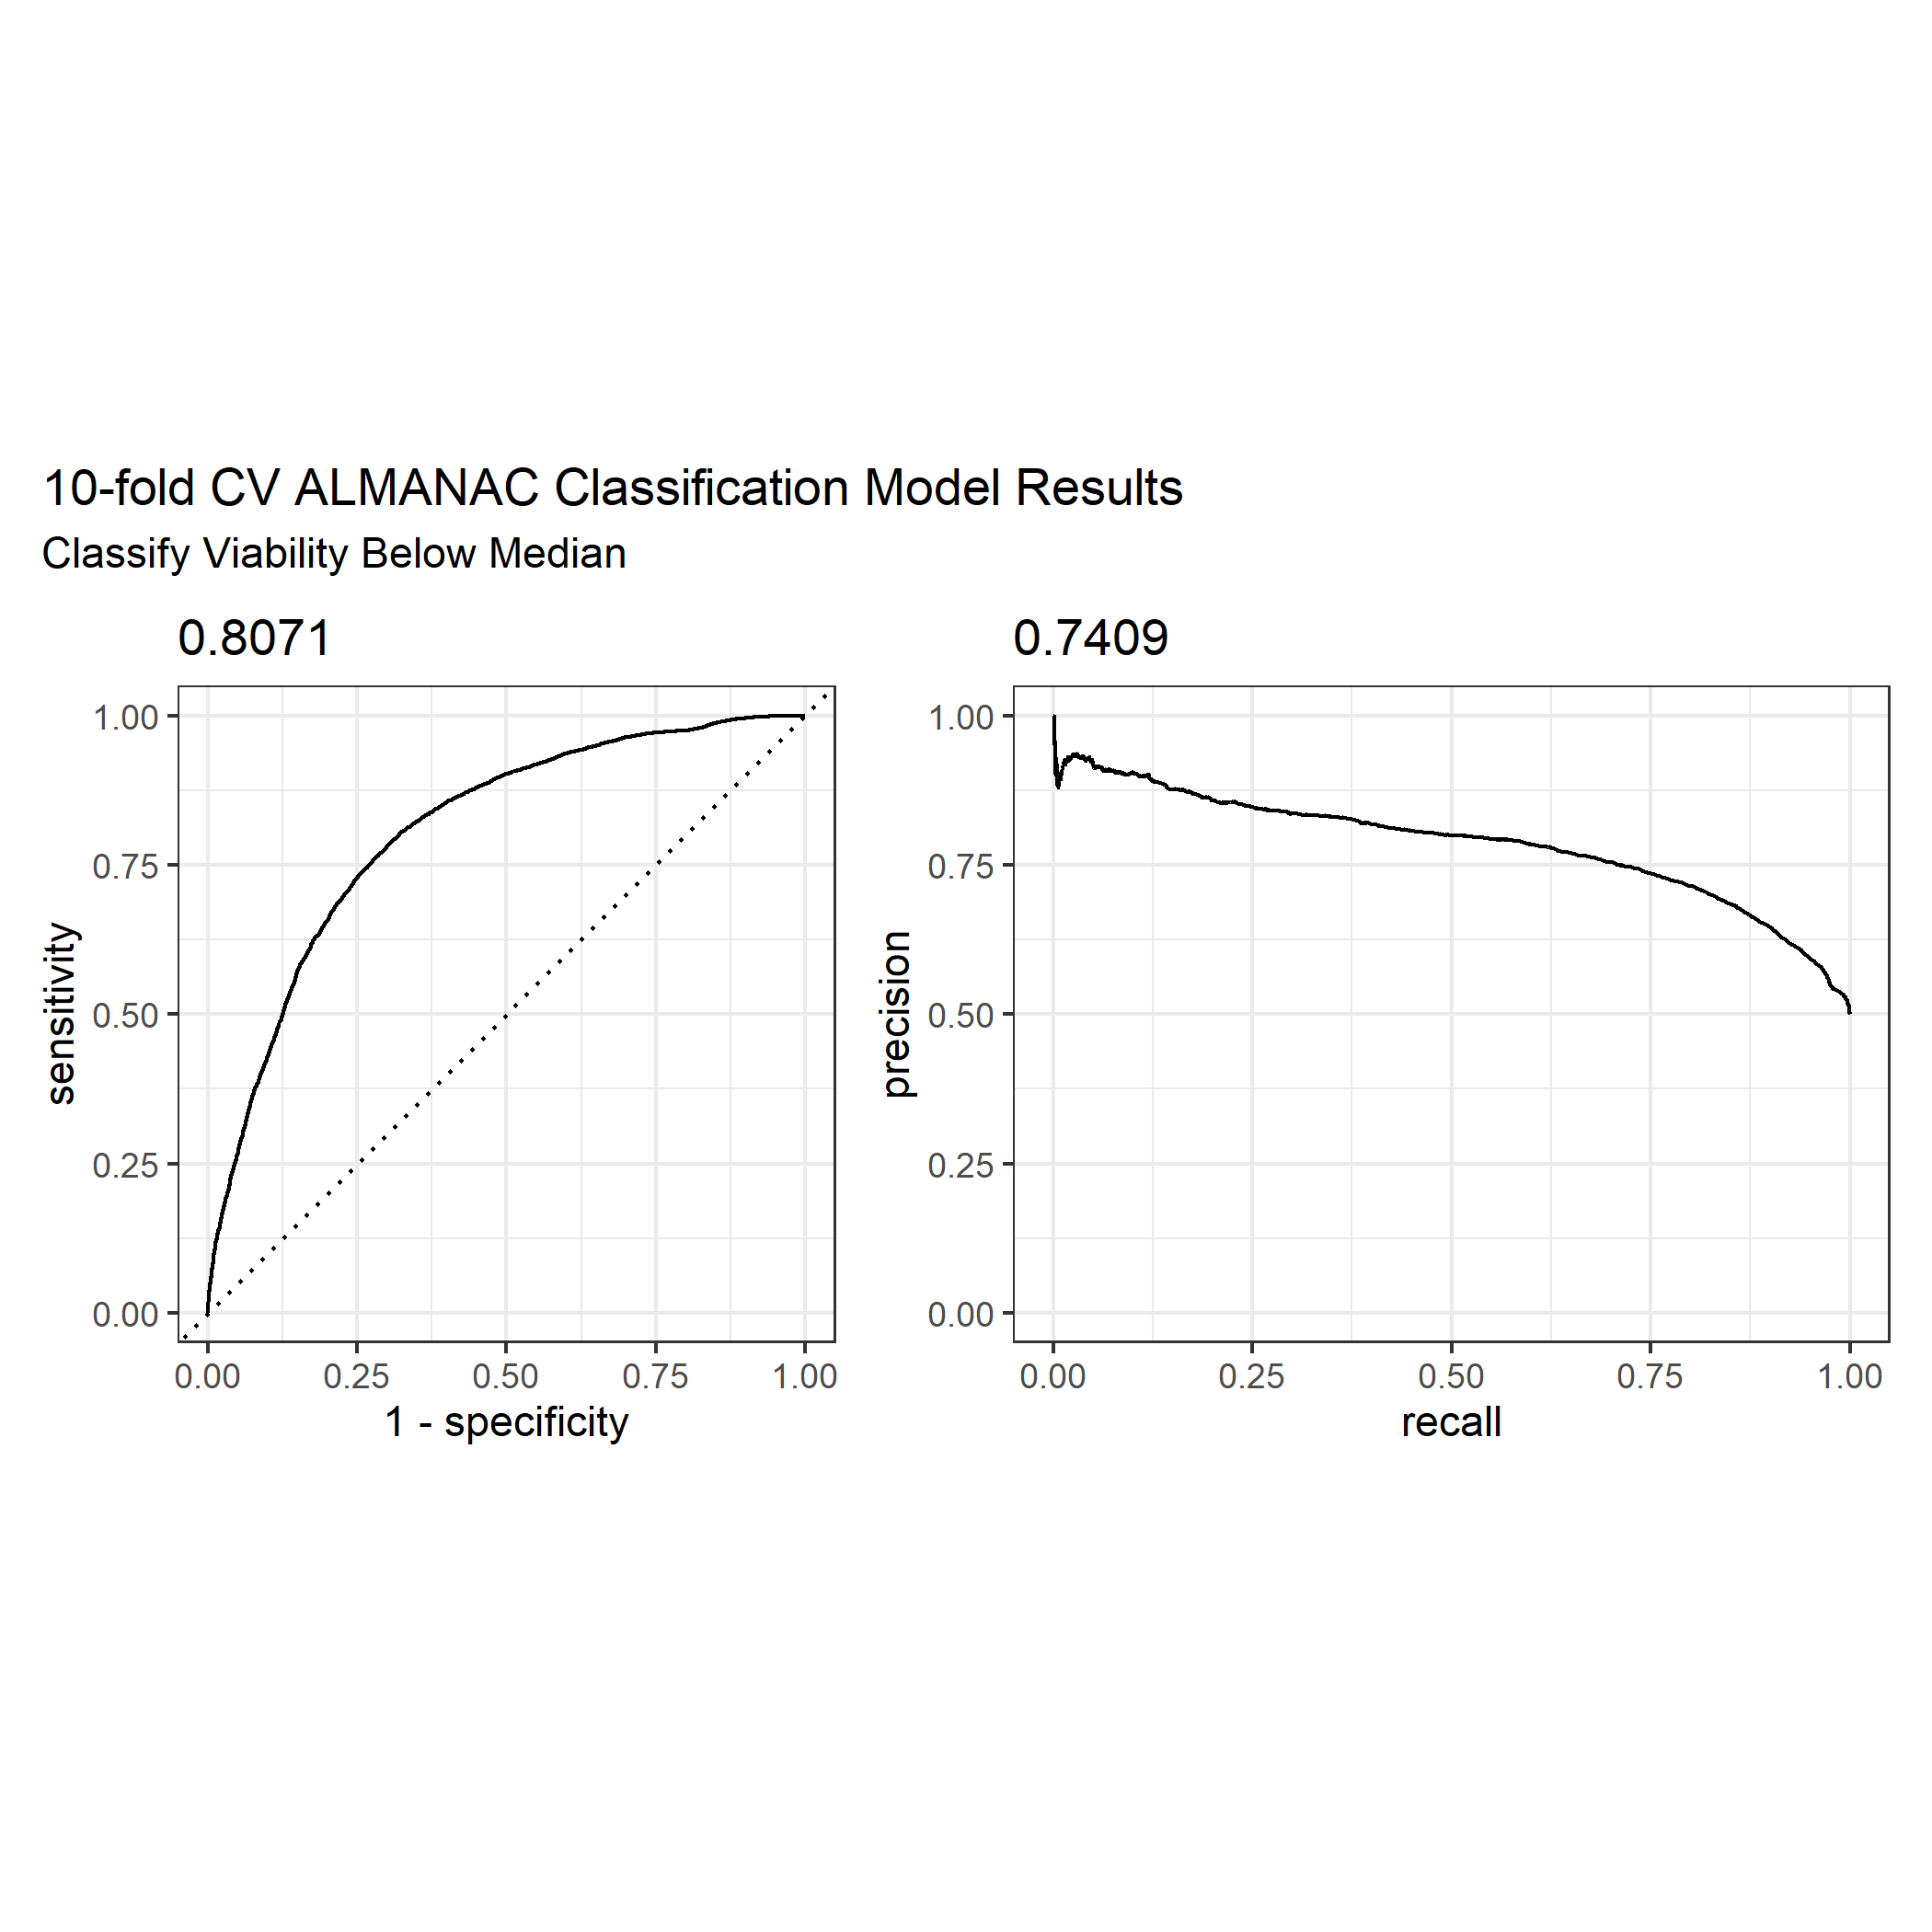 10-fold CV ALMANAC Classification Model Results
Classify Viability Below Median
0.8071
1.00
0.75
0.50
0.25
0.00
sensitivity
0.00 0.25 0.50 0.75 1.00
1 - specificity
0.7409
1.00
0.75
0.50
0.25
0.00
precision
0.00 0.25 0.50 0.75 1.00
recall